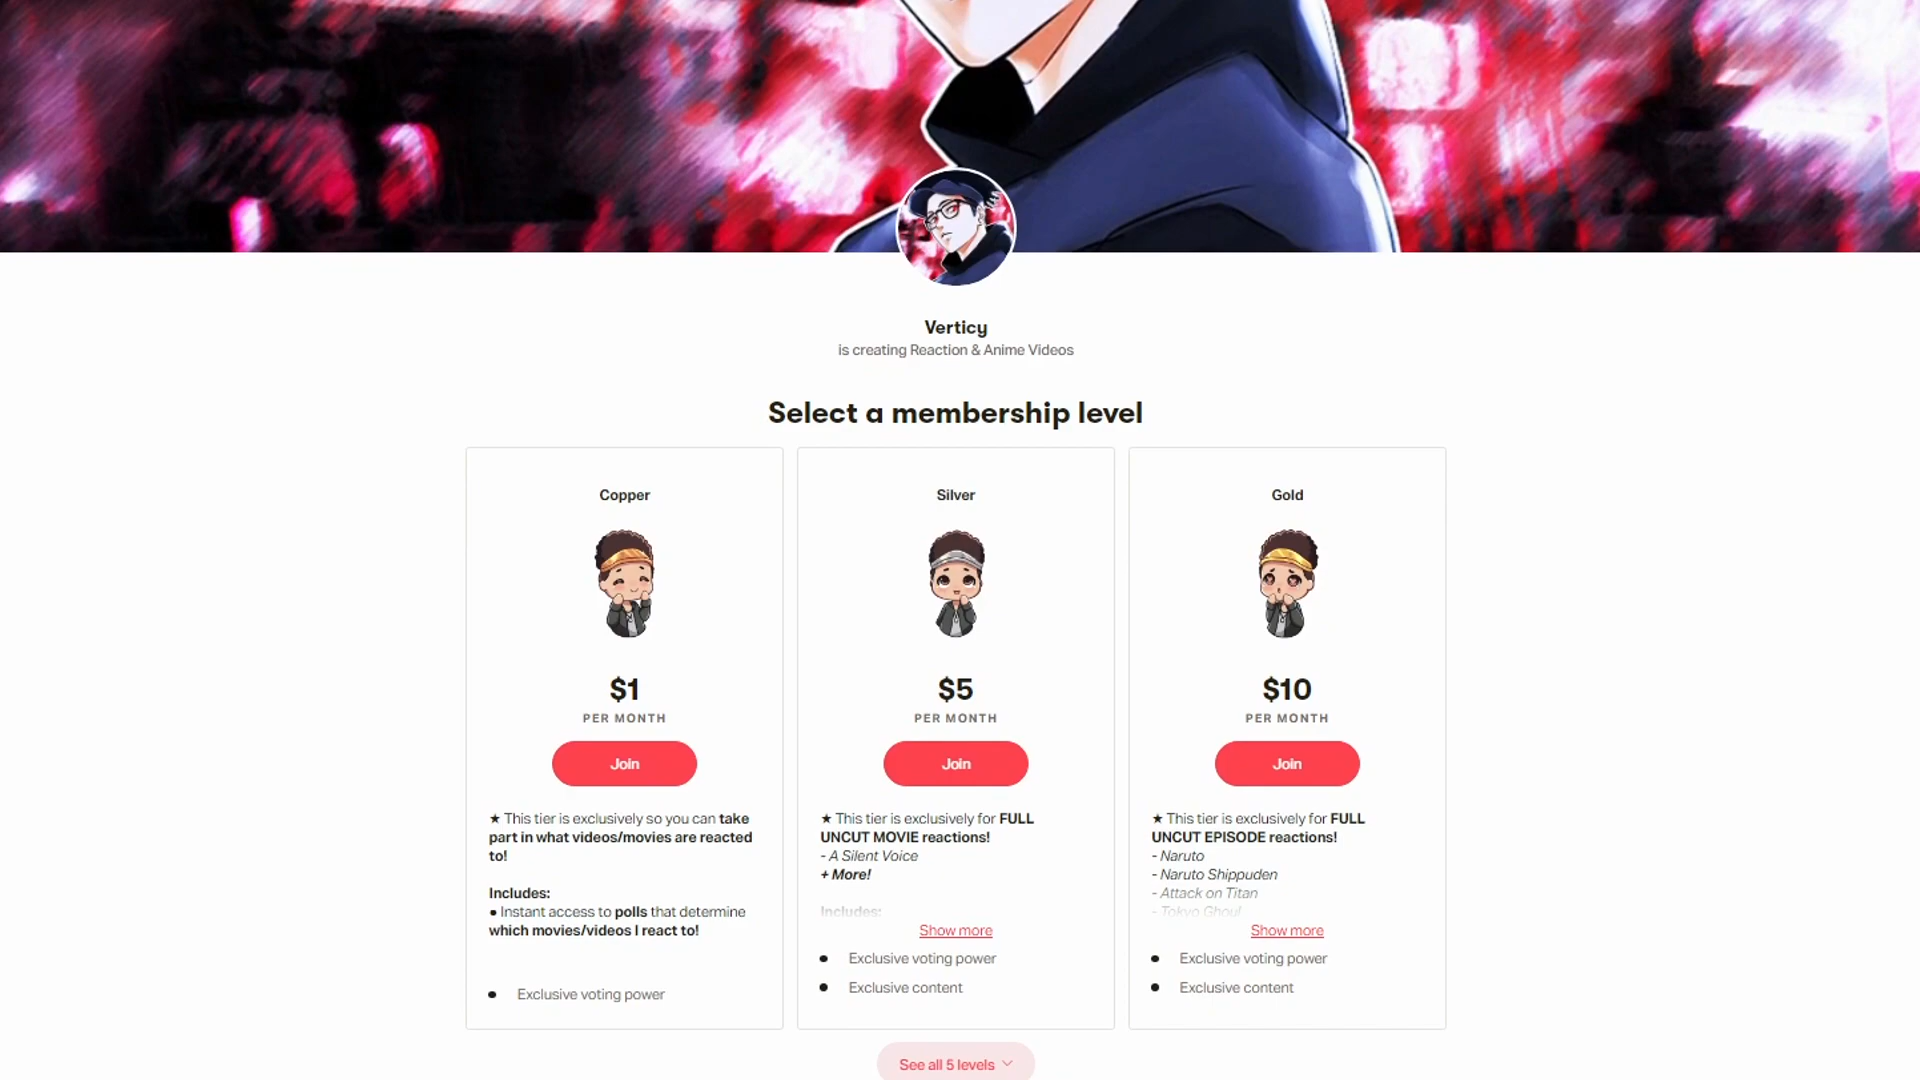 Verticy
is creating Reaction & Anime Videos
Select a membership level
Copper
$1
PER MONTH
Join
★ This tier is exclusively so you can take
part in what videos/movies are reacted
to!
Includes:
● Instant access to polls that determine
which movies/videos I react to!
● Exclusive voting power
Silver
$5
PER MONTH
Join
★ This tier is exclusively for FULL
UNCUT MOVIE reactions!
- A Silent Voice
+ More!
Includes:
Show more
● Exclusive voting power
● Exclusive content
Gold
$10
PER MONTH
Join
★ This tier is exclusively for FULL
UNCUT EPISODE reactions!
- Naruto
- Naruto Shippuden
- Attack on Titan
- Tokyo Ghoul
Show more
● Exclusive voting power
● Exclusive content
See all 5 levels